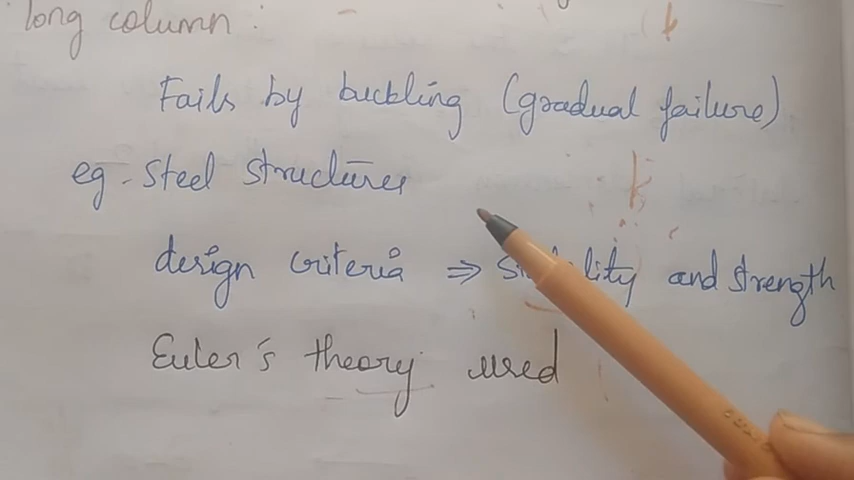 long column :
Fails by buckling (gradual failure)
eg - Steel structures
design criteria ⇒ and strength
Euler's theory used